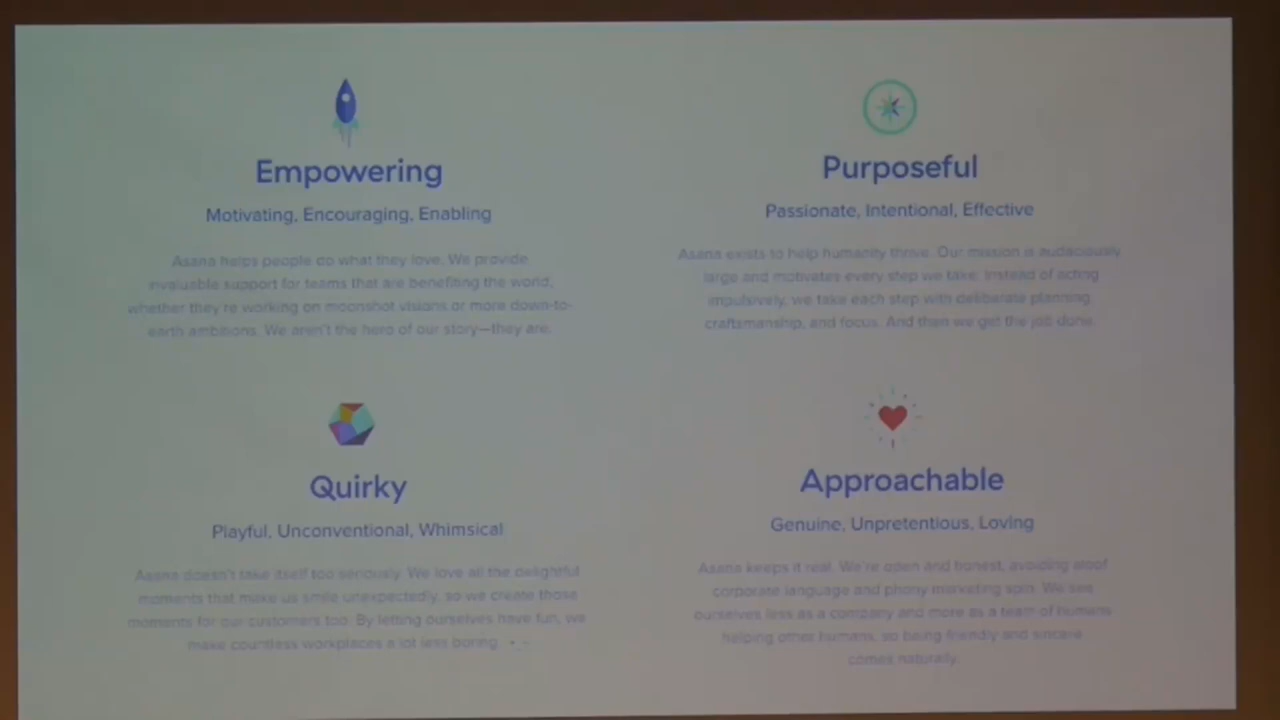 Empowering
Motivating, Encouraging, Enabling
Asana helps people do what they love. We provide
invaluable support for teams that are benefiting the world,
whether they're working on moonshot visions or more down-to-
earth ambitions. We aren't the hero of our story—they are.
Purposeful
Passionate, Intentional, Effective
Asana exists to help humanity thrive. Our mission is audaciously
large and motivates every step we take. Instead of acting
impulsively, we take each step with deliberate planning,
craftsmanship, and focus. And then we get the job done.
Quirky
Playful, Unconventional, Whimsical
Asana doesn't take itself too seriously. We love all the delightful
moments that make us smile unexpectedly, so we create those
moments for our customers too. By letting ourselves have fun, we
make countless workplaces a lot less boring.
Approachable
Genuine, Unpretentious, Loving
Asana keeps it real. We're open and honest, avoiding aloof
corporate language and phony marketing spin. We see
ourselves less as a company and more as a team of humans
helping other humans, so being friendly and sincere
comes naturally.